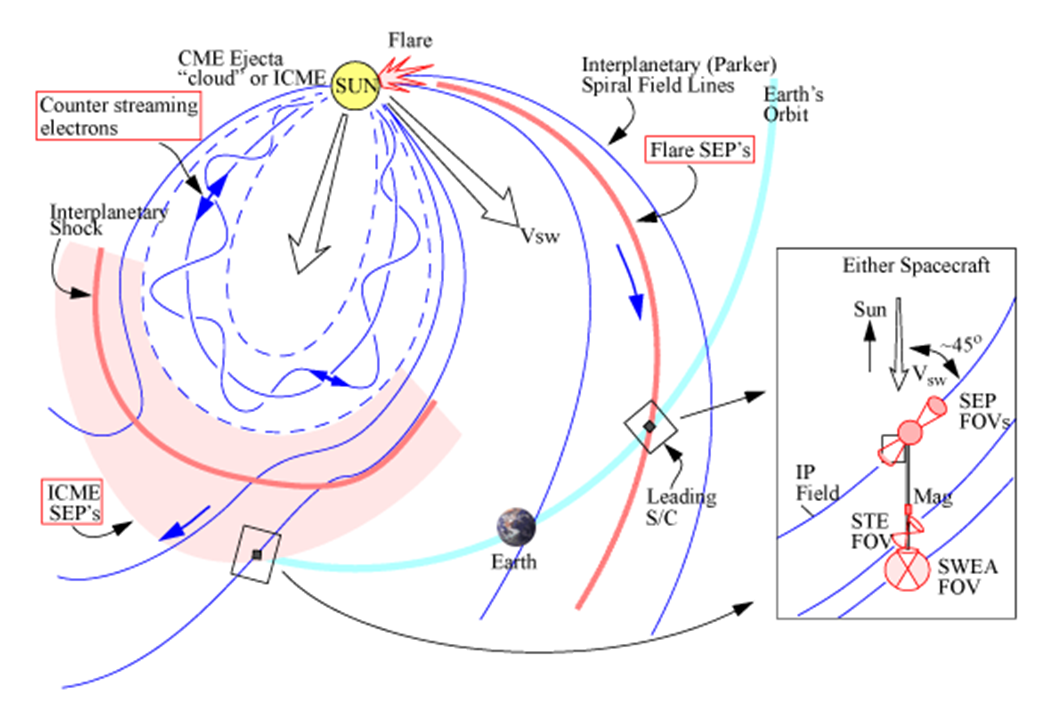 Flare
CME Ejecta
“cloud” or ICME
SUN
Counter streaming
electrons
Interplanetary (Parker)
Spiral Field Lines
Earth’s
Orbit
Flare SEP’s
Interplanetary
Shock
Vsw
ICME
SEP’s
Leading
S/C
Earth
Either Spacecraft
Sun
~45°
Vsw
SEP
FOVs
IP
Field
Mag
STE
FOV
SWEA
FOV